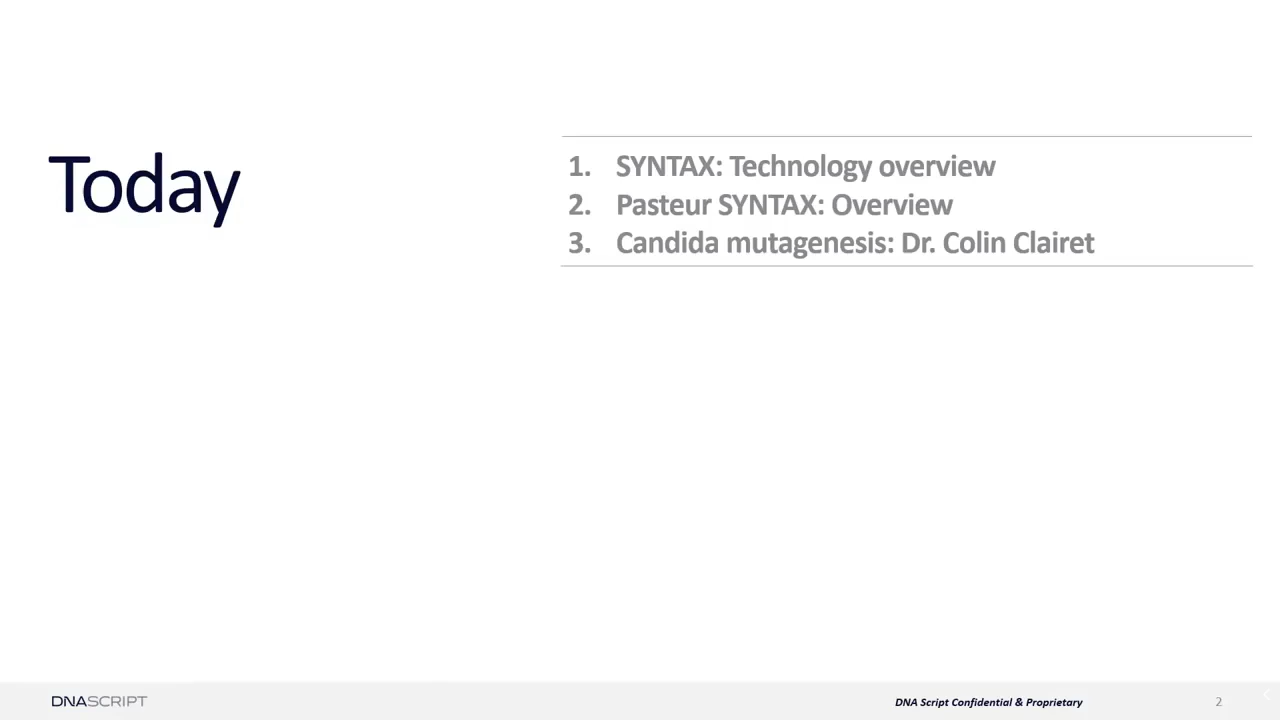 Today
1. SYNTAX: Technology overview
2. Pasteur SYNTAX: Overview
3. Candida mutagenesis: Dr. Colin Clairet
DNASCRIPT
DNA Script Confidential & Proprietary
2